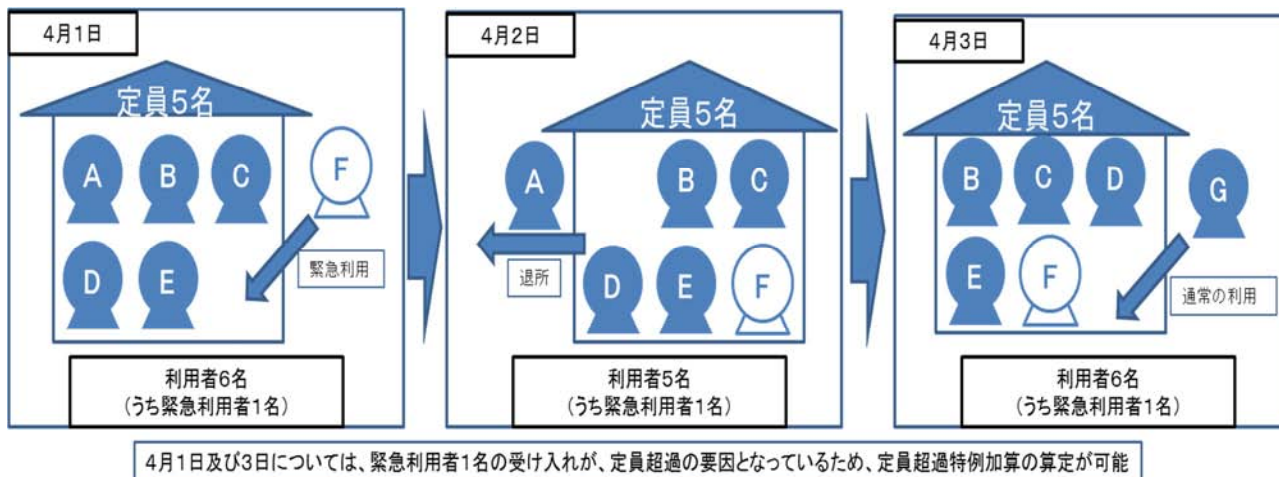 4月1日
定員5名
A B C F
緊急利用
D E
利用者6名
(うち緊急利用者1名)
4月2日
定員5名
A B C
退所
D E F
利用者5名
(うち緊急利用者1名)
4月3日
定員5名
B C D G
E F
通常の利用
利用者6名
(うち緊急利用者1名)
4月1日及び3日については、緊急利用者1名の受け入れが、定員超過の要因となっているため、定員超過特例加算の算定が可能